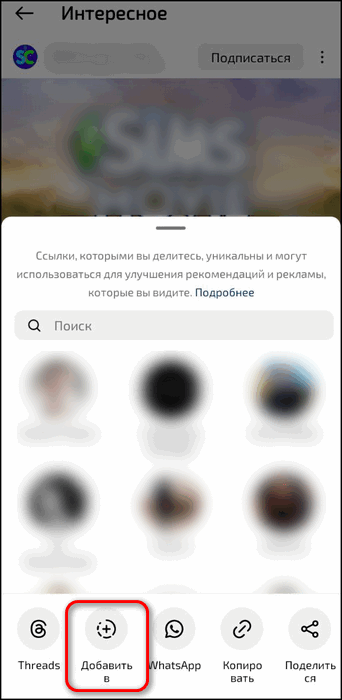 Интересное
SC
Подписаться
Ссылки, которыми вы делитесь, уникальны и могут
использоваться для улучшения рекомендаций и рекламы,
которые вы видите. Подробнее
Поиск
Threads
Добавить
в
WhatsApp
Копиро
вать
Поделить
ся